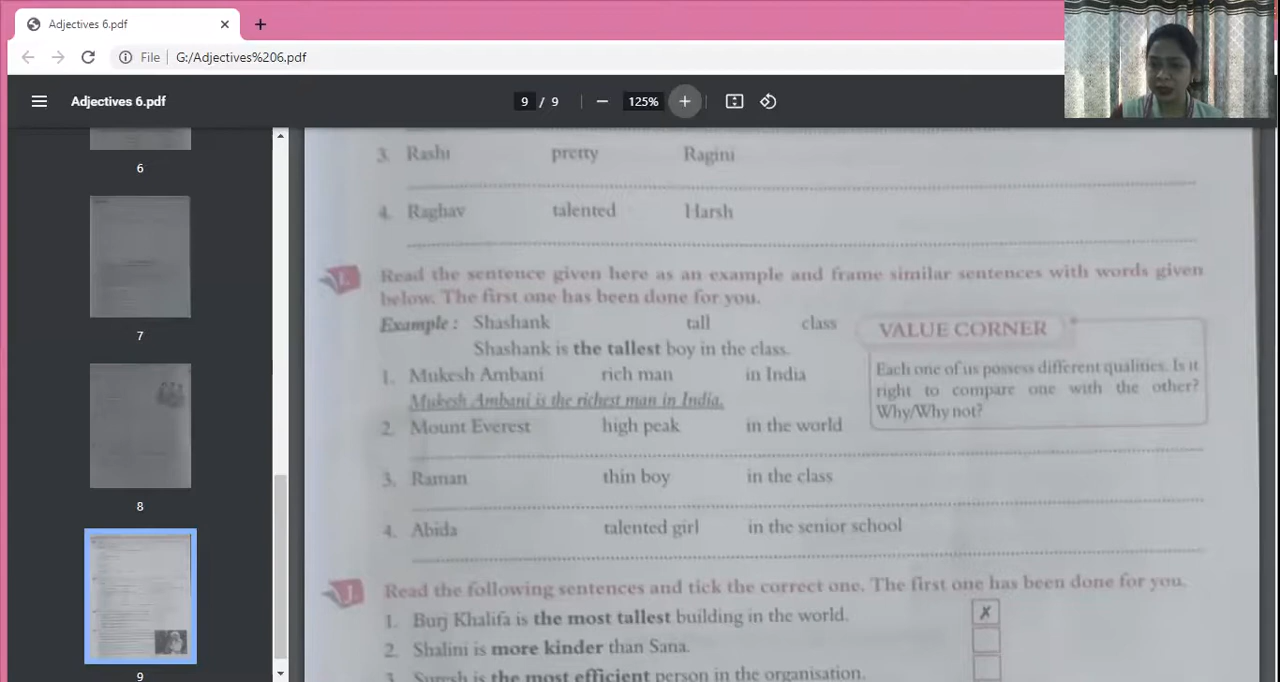 Adjectives 6.pdf
File G:/Adjectives%206.pdf
Adjectives 6.pdf
9 / 9
125%
6
7
8
9
3. Rashi pretty Ragini
4. Raghav talented Harsh
I. Read the sentence given here as an example and frame similar sentences with words given
below. The first one has been done for you.
Example : Shashank tall class
Shashank is the tallest boy in the class.
1. Mukesh Ambani rich man in India
Mukesh Ambani is the richest man in India.
2. Mount Everest high peak in the world
3. Raman thin boy in the class
4. Abida talented girl in the senior school
VALUE CORNER
Each one of us possess different qualities. Is it
right to compare one with the other?
Why/Why not?
J. Read the following sentences and tick the correct one. The first one has been done for you.
1. Burj Khalifa is the most tallest building in the world. ✗
2. Shalini is more kinder than Sana.
3. Suresh is the most efficient person in the organisation.